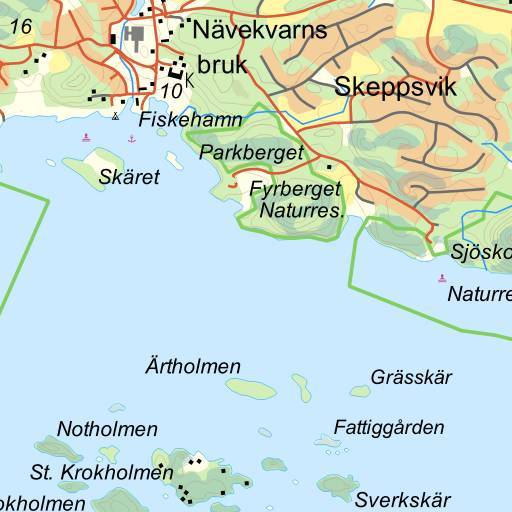 16
Nävekvarns
bruk
K
10
Skeppsvik
Fiskehamn
Parkberget
Skäret
Fyrberget
Naturres.
Sjösko
Naturre
Ärtholmen
Grässkär
Notholmen
Fattiggården
St. Krokholmen
okholmen
Sverkskär